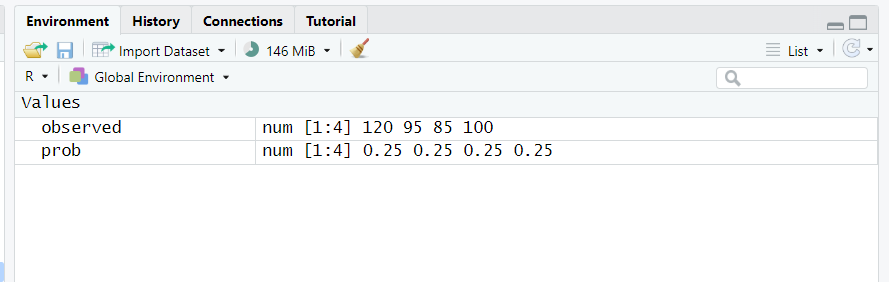 Environment History Connections Tutorial
Import Dataset 146 MiB List
R Global Environment
Values
observed num [1:4] 120 95 85 100
prob num [1:4] 0.25 0.25 0.25 0.25